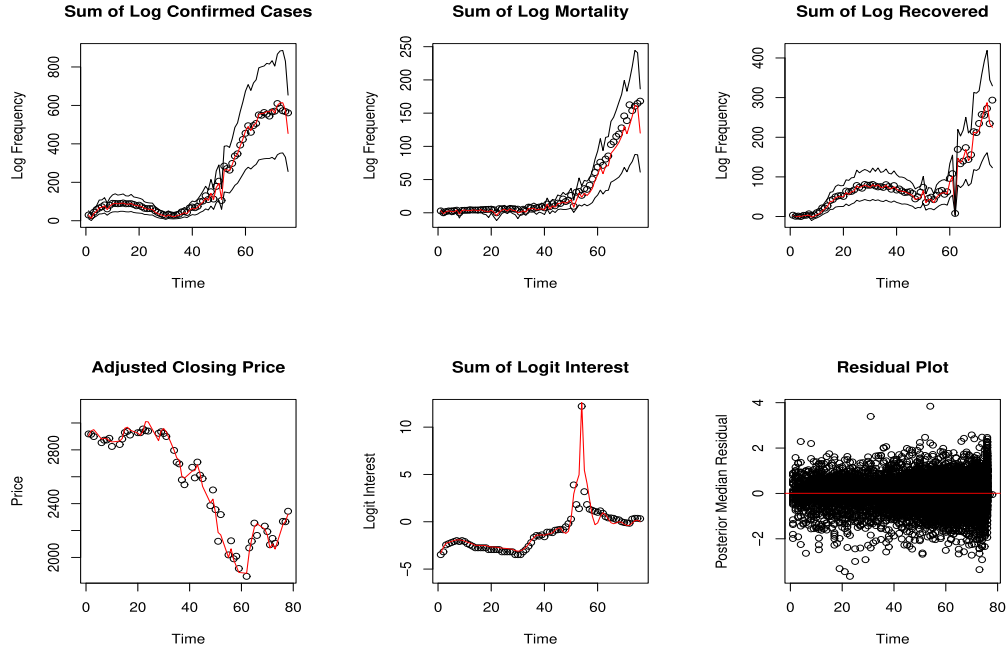 Sum of Log Confirmed Cases
Log Frequency
0 200 400 600 800
0 20 40 60
Time
Sum of Log Mortality
Log Frequency
0 50 100 150 200 250
0 20 40 60
Time
Sum of Log Recovered
Log Frequency
0 100 200 300 400
0 20 40 60
Time
Adjusted Closing Price
Price
2000 2400 2800
0 20 40 60 80
Time
Sum of Logit Interest
Logit Interest
-5 0 5 10
0 20 40 60
Time
Residual Plot
Posterior Median Residual
-2 0 2 4
0 20 40 60 80
Time